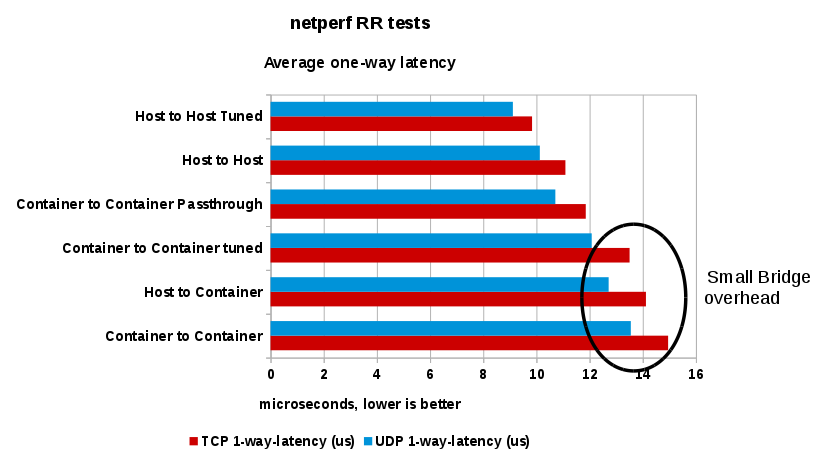 netperf RR tests
Average one-way latency
Host to Host Tuned
Host to Host
Container to Container Passthrough
Container to Container tuned
Host to Container
Container to Container
Small Bridge
overhead
0 2 4 6 8 10 12 14 16
microseconds, lower is better
TCP 1-way-latency (us) UDP 1-way-latency (us)